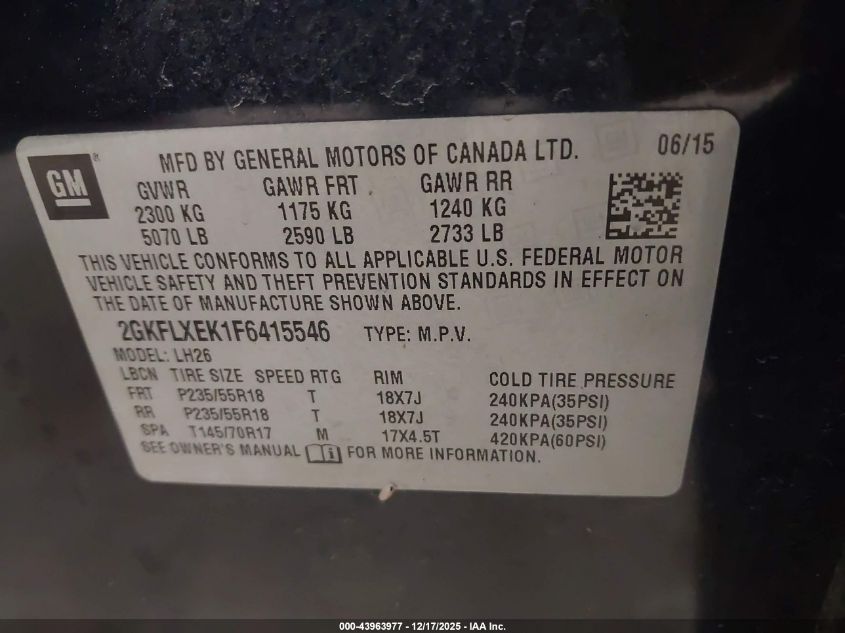 GM
MFD BY GENERAL MOTORS OF CANADA LTD. 06/15
GVWR GAWR FRT GAWR RR
2300 KG 1175 KG 1240 KG
5070 LB 2590 LB 2733 LB
THIS VEHICLE CONFORMS TO ALL APPLICABLE U.S. FEDERAL MOTOR
VEHICLE SAFETY AND THEFT PREVENTION STANDARDS IN EFFECT ON
THE DATE OF MANUFACTURE SHOWN ABOVE.
2GKFLXEK1F6415546 TYPE: M.P.V.
MODEL: LH26
LBCN TIRE SIZE SPEED RTG RIM COLD TIRE PRESSURE
FRT P235/55R18 T 18X7J 240KPA(35PSI)
RR P235/55R18 T 18X7J 240KPA(35PSI)
SPA T145/70R17 M 17X4.5T 420KPA(60PSI)
SEE OWNER'S MANUAL FOR MORE INFORMATION.
000-43963977 - 12/17/2025 - IAA Inc.